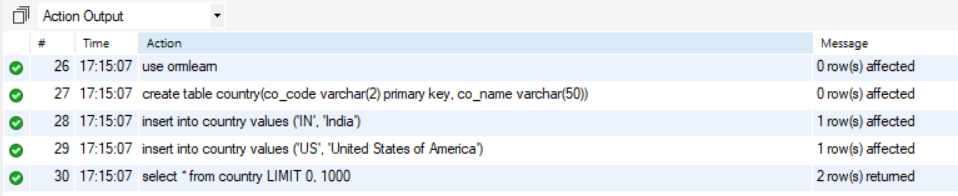 Action Output
# Time Action Message
26 17:15:07 use ormlearn 0 row(s) affected
27 17:15:07 create table country(co_code varchar(2) primary key, co_name varchar(50)) 0 row(s) affected
28 17:15:07 insert into country values ('IN', 'India') 1 row(s) affected
29 17:15:07 insert into country values ('US', 'United States of America') 1 row(s) affected
30 17:15:07 select * from country LIMIT 0, 1000 2 row(s) returned